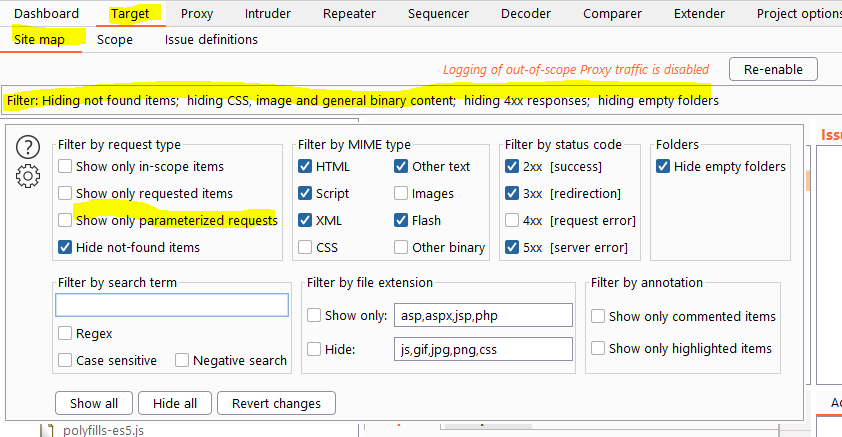 Dashboard Target Proxy Intruder Repeater Sequencer Decoder Comparer Extender Project options
Site map Scope Issue definitions
Logging of out-of-scope Proxy traffic is disabled Re-enable
Filter: Hiding not found items; hiding CSS, image and general binary content; hiding 4xx responses; hiding empty folders
Filter by request type Filter by MIME type Filter by status code Folders
Show only in-scope items HTML Other text 2xx [success] Hide empty folders
Show only requested items Script Images 3xx [redirection]
Show only parameterized requests XML Flash 4xx [request error]
Hide not-found items CSS Other binary 5xx [server error]
Filter by search term Filter by file extension Filter by annotation
Show only: asp,aspx,jsp,php Show only commented items
Regex
Hide: js,gif,jpg,png,css Show only highlighted items
Case sensitive Negative search
Show all Hide all Revert changes
polyfills-es5.js